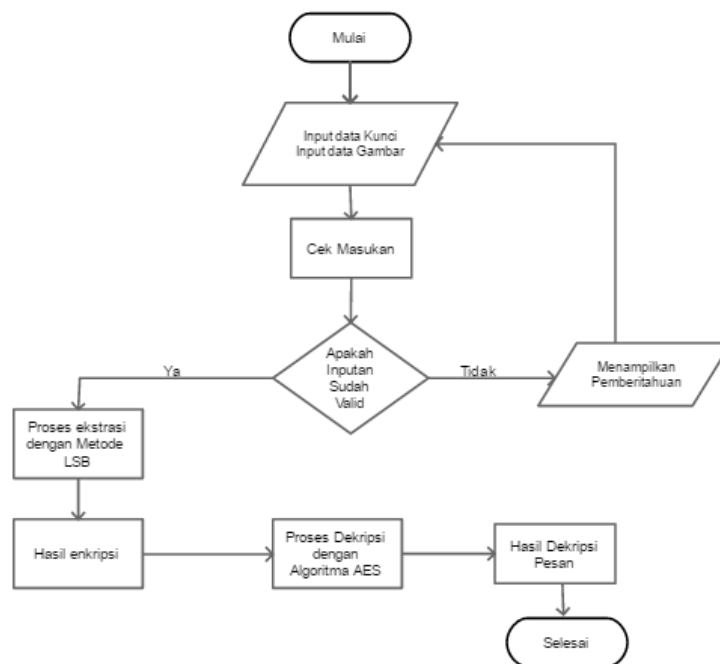 Mulai
Input data Kunci
Input data Gambar
Cek Masukan
Apakah
Inputan
Sudah
Valid
Ya
Tidak
Menampilkan
Pemberitahuan
Proses ekstrasi
dengan Metode
LSB
Hasil enkripsi
Proses Dekripsi
dengan
Algoritma AES
Hasil Dekripsi
Pesan
Selesai